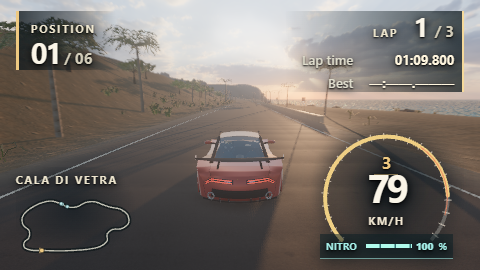 POSITION
01 / 06
LAP 1 / 3
Lap time 01:09.800
Best --:--.---
CALA DI VETRA
3
79
KM/H
NITRO 100 %